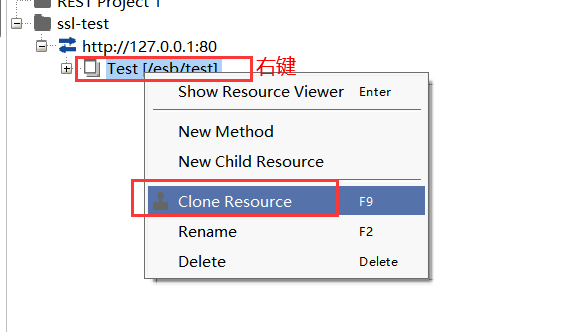 REST Project 1
ssl-test
http://127.0.0.1:80
Test [/esb/test] 右键
Show Resource Viewer Enter
New Method
New Child Resource
Clone Resource F9
Rename F2
Delete Delete